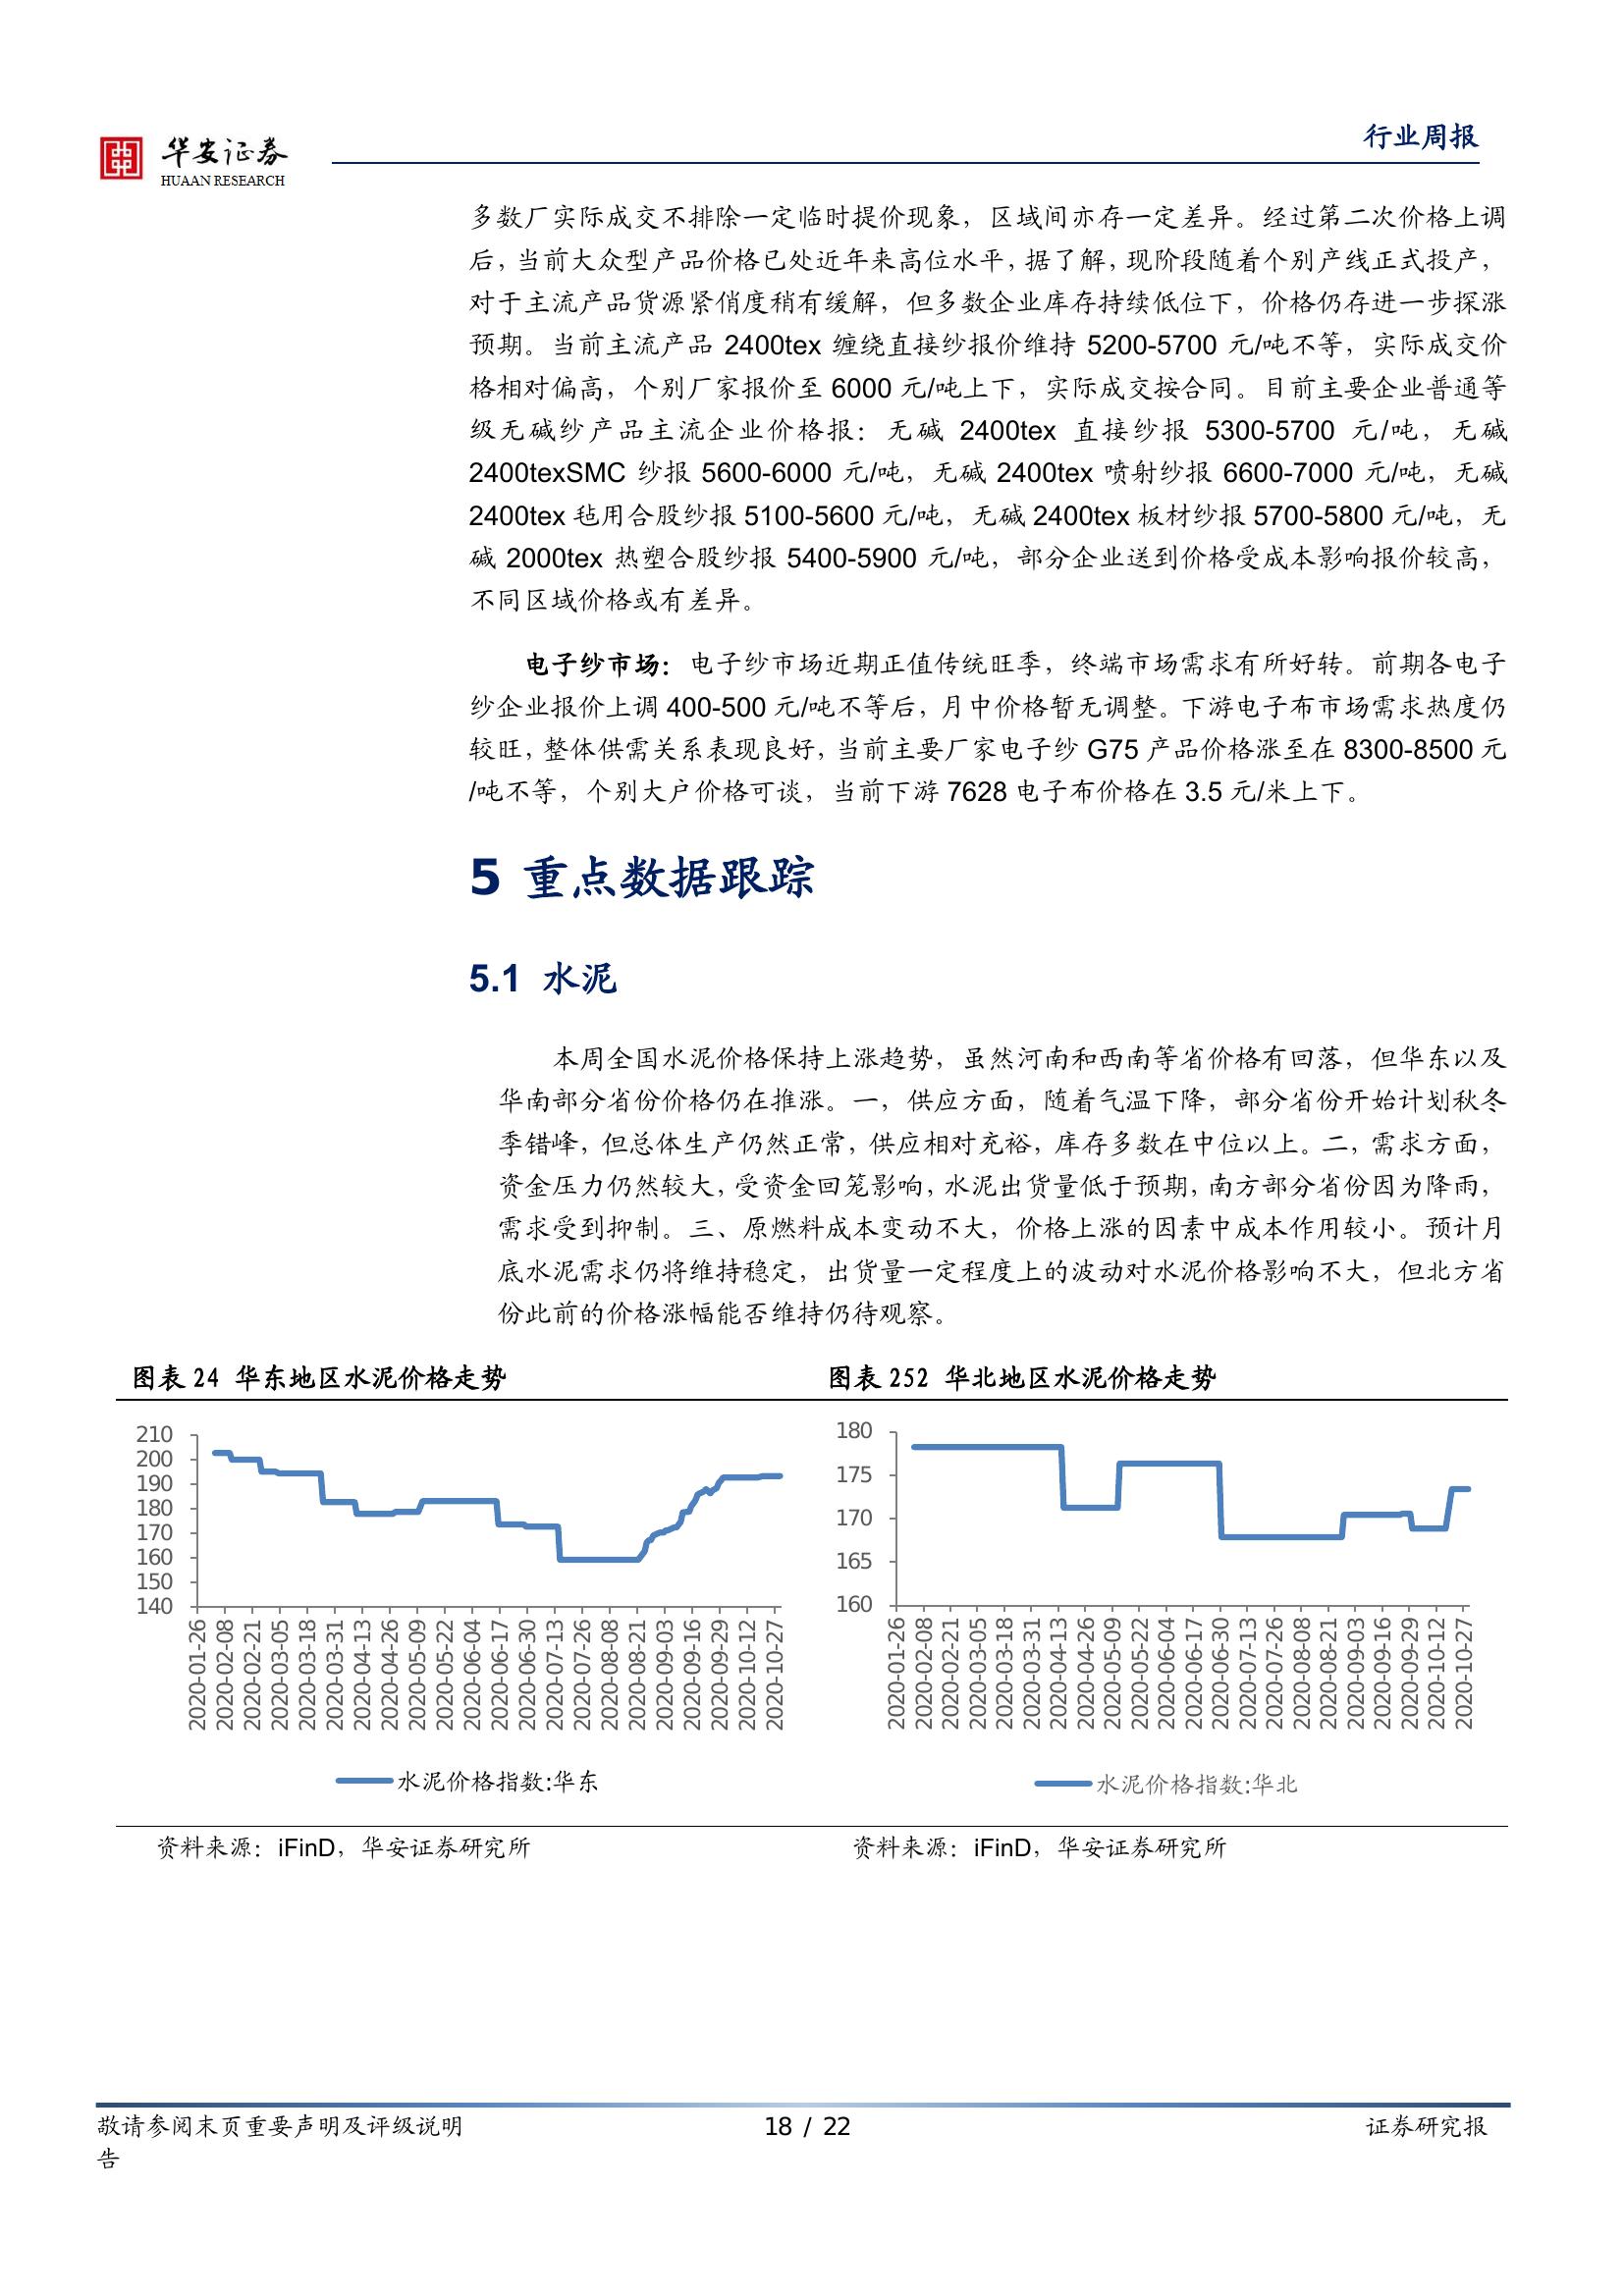 华安证券
HUAAN RESEARCH
行业周报
多数厂实际成交不排除一定临时提价现象，区域间亦存一定差异。经过第二次价格上调
后，当前大众型产品价格已处近年来高位水平，据了解，现阶段随着个别产线正式投产，
对于主流产品货源紧俏度稍有缓解，但多数企业库存持续低位下，价格仍存进一步探涨
预期。当前主流产品 2400tex 缠绕直接纱报价维持 5200-5700 元/吨不等，实际成交价
格相对偏高，个别厂家报价至 6000 元/吨上下，实际成交按合同。目前主要企业普通等
级无碱纱产品主流企业价格报：无碱 2400tex 直接纱报 5300-5700 元/吨，无碱
2400texSMC 纱报 5600-6000 元/吨，无碱 2400tex 喷射纱报 6600-7000 元/吨，无碱
2400tex 毡用合股纱报 5100-5600 元/吨，无碱 2400tex 板材纱报 5700-5800 元/吨，无
碱 2000tex 热塑合股纱报 5400-5900 元/吨，部分企业送到价格受成本影响报价较高，
不同区域价格或有差异。
电子纱市场：电子纱市场近期正值传统旺季，终端市场需求有所好转。前期各电子
纱企业报价上调 400-500 元/吨不等后，月中价格暂无调整。下游电子布市场需求热度仍
较旺，整体供需关系表现良好，当前主要厂家电子纱 G75 产品价格涨至在 8300-8500 元
/吨不等，个别大户价格可谈，当前下游 7628 电子布价格在 3.5 元/米上下。
5 重点数据跟踪
5.1 水泥
本周全国水泥价格保持上涨趋势，虽然河南和西南等省价格有回落，但华东以及
华南部分省份价格仍在推涨。一，供应方面，随着气温下降，部分省份开始计划秋冬
季错峰，但总体生产仍然正常，供应相对充裕，库存多数在中位以上。二，需求方面，
资金压力仍然较大，受资金回笼影响，水泥出货量低于预期，南方部分省份因为降雨，
需求受到抑制。三、原燃料成本变动不大，价格上涨的因素中成本作用较小。预计月
底水泥需求仍将维持稳定，出货量一定程度上的波动对水泥价格影响不大，但北方省
份此前的价格涨幅能否维持仍待观察。
图表 24 华东地区水泥价格走势
210
200
190
180
170
160
150
140
2020-01-26
2020-02-08
2020-02-21
2020-03-05
2020-03-18
2020-03-31
2020-04-13
2020-04-26
2020-05-09
2020-05-22
2020-06-04
2020-06-17
2020-06-30
2020-07-13
2020-07-26
2020-08-08
2020-08-21
2020-09-03
2020-09-16
2020-09-29
2020-10-12
2020-10-27
水泥价格指数:华东
资料来源：iFinD，华安证券研究所
图表 252 华北地区水泥价格走势
180
175
170
165
160
2020-01-26
2020-02-08
2020-02-21
2020-03-05
2020-03-18
2020-03-31
2020-04-13
2020-04-26
2020-05-09
2020-05-22
2020-06-04
2020-06-17
2020-06-30
2020-07-13
2020-07-26
2020-08-08
2020-08-21
2020-09-03
2020-09-16
2020-09-29
2020-10-12
2020-10-27
水泥价格指数:华北
资料来源：iFinD，华安证券研究所
敬请参阅末页重要声明及评级说明
18 / 22
证券研究报
告